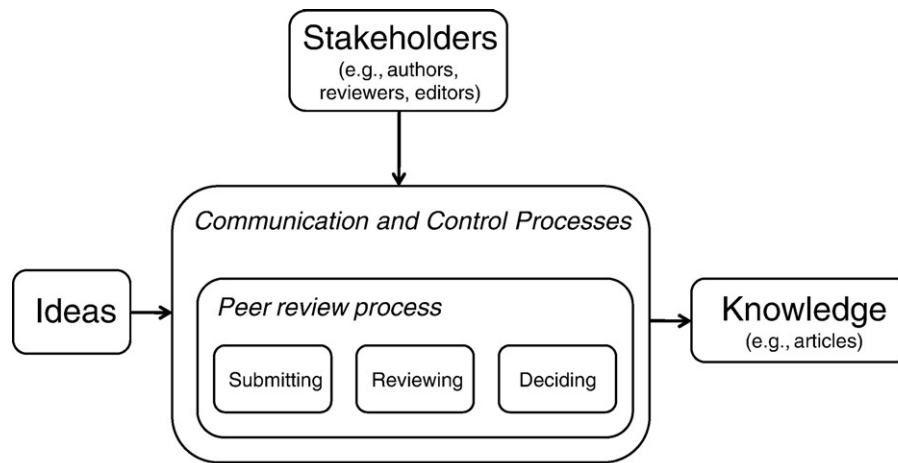 Stakeholders
(e.g., authors,
reviewers, editors)
Communication and Control Processes
Ideas
Peer review process
Submitting
Reviewing
Deciding
Knowledge
(e.g., articles)